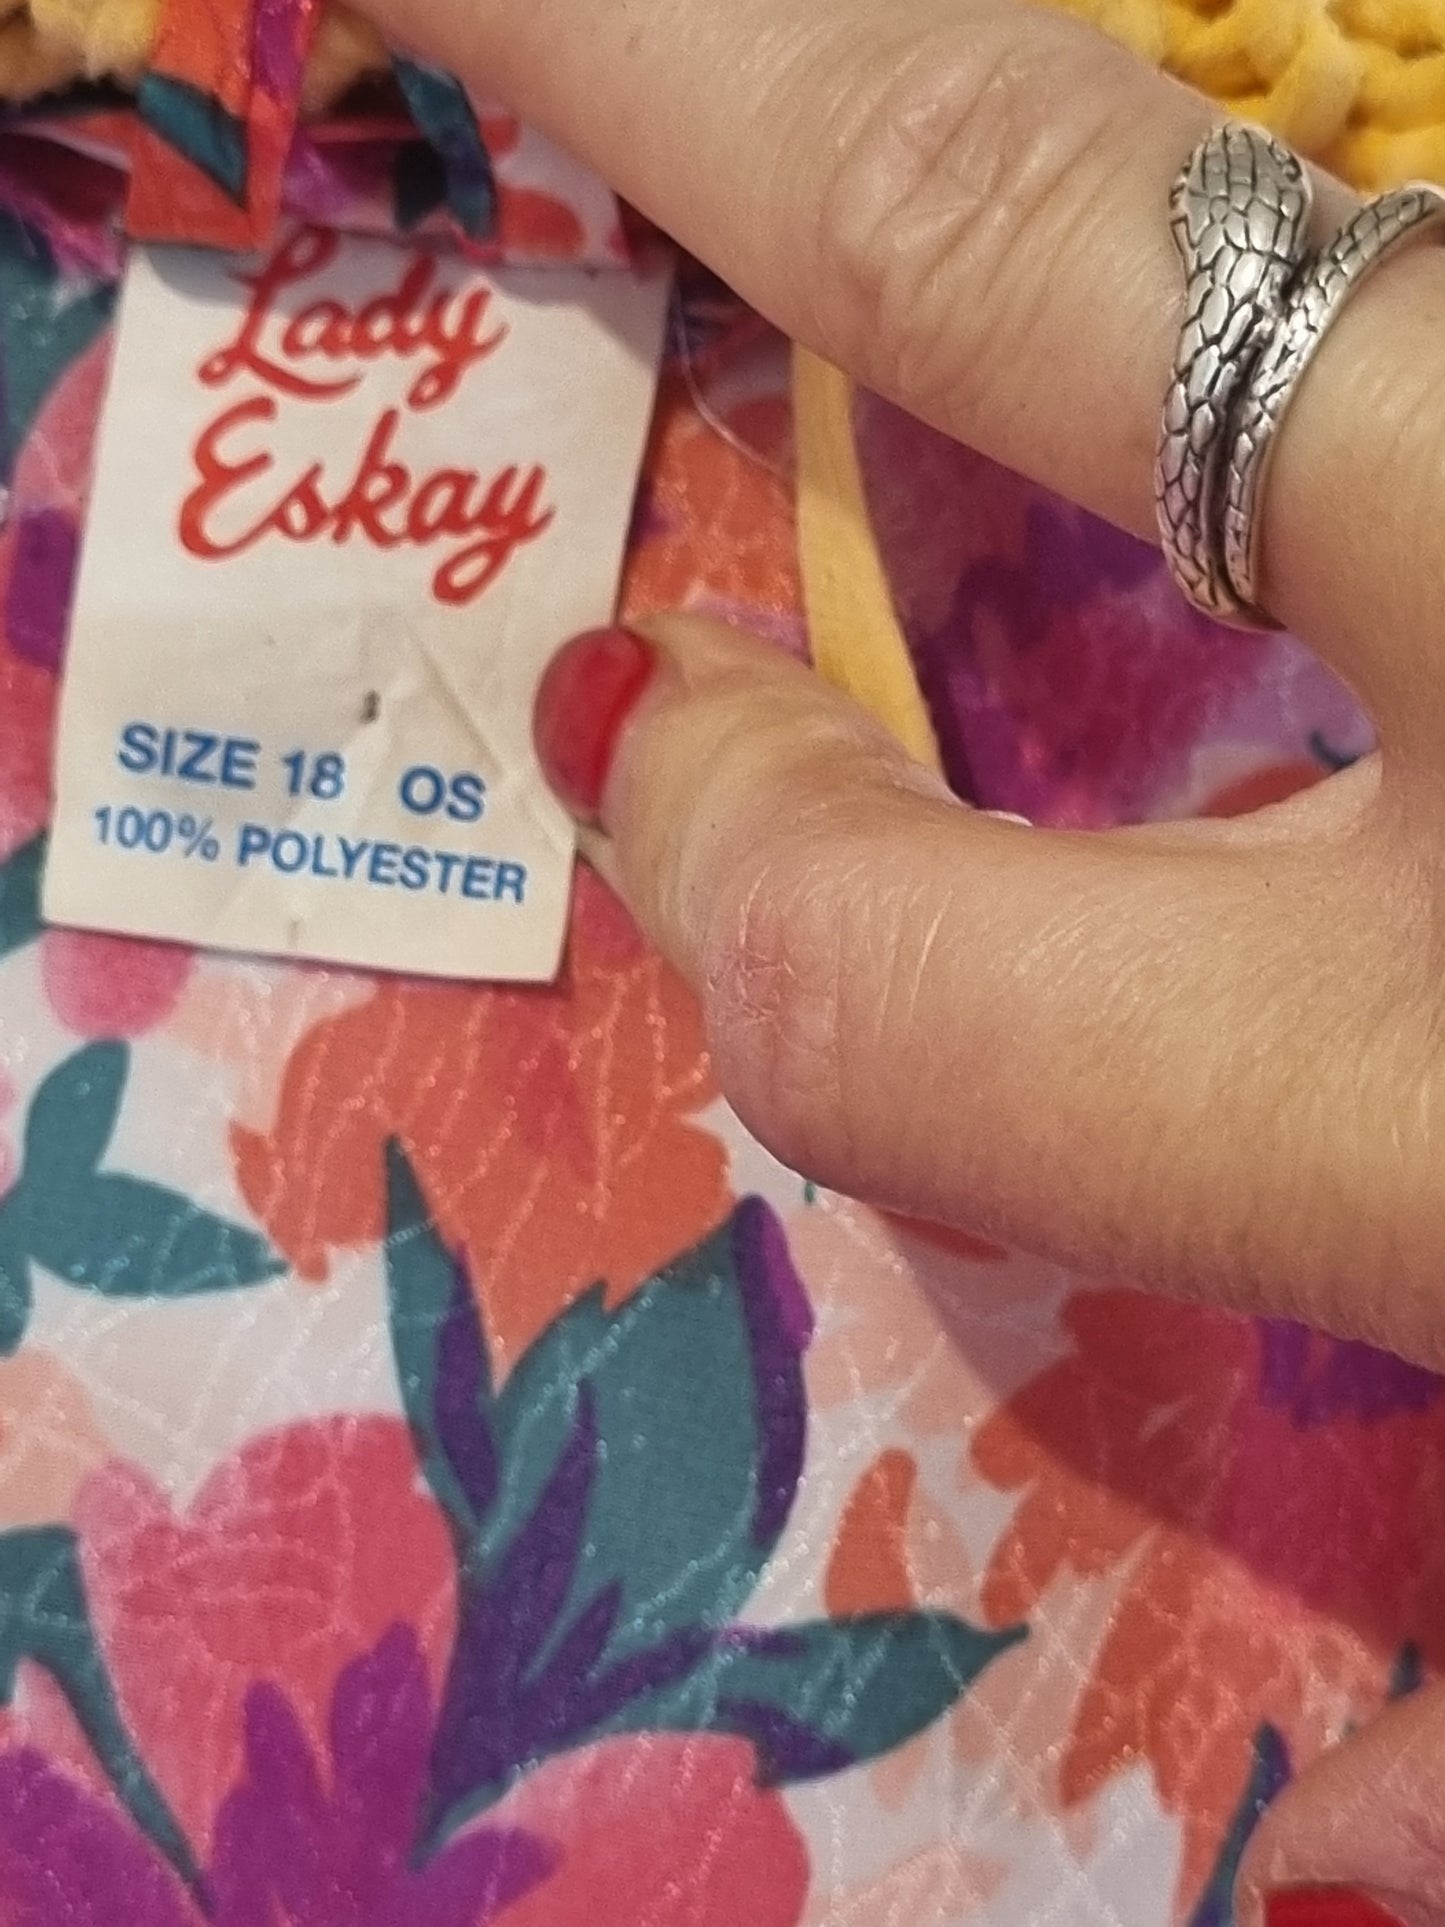 Lady
Eskay
SIZE 18 OS
100% POLYESTER